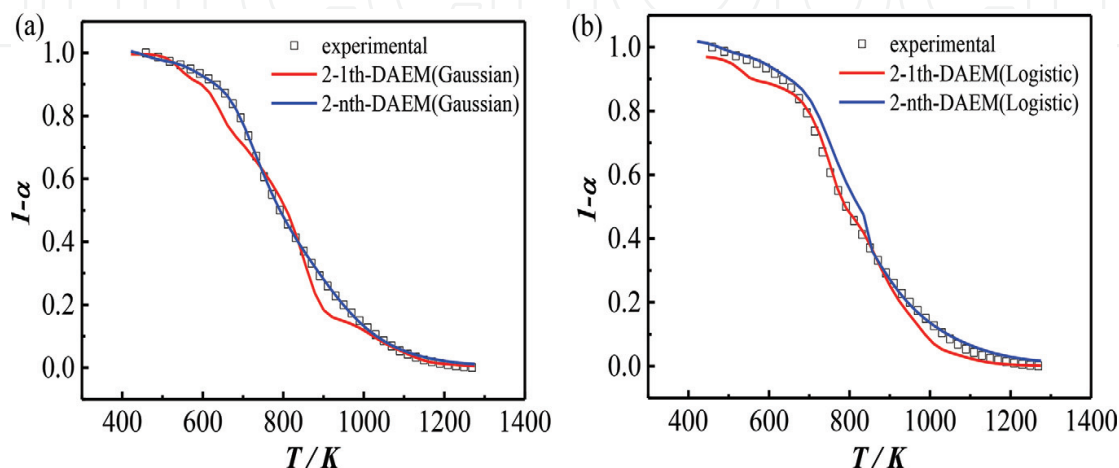 (a)
experimental
2-1th-DAEM(Gaussian)
2-nth-DAEM(Gaussian)
1.0
0.8
0.6
0.4
0.2
0.0
1-α
400 600 800 1000 1200 1400
T / K
(b)
experimental
2-1th-DAEM(Logistic)
2-nth-DAEM(Logistic)
1.0
0.8
0.6
0.4
0.2
0.0
1-α
400 600 800 1000 1200 1400
T / K